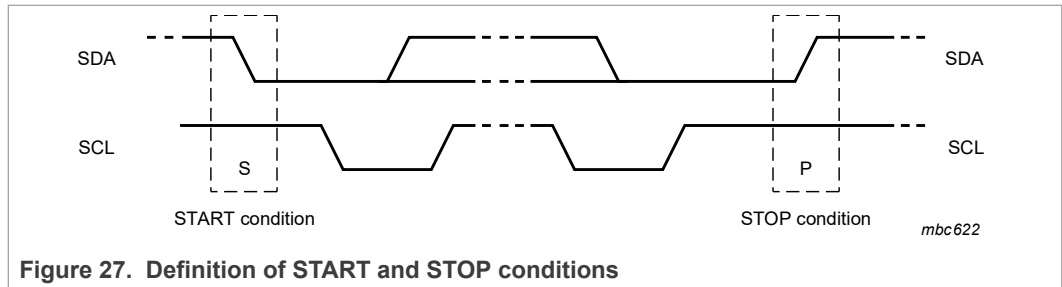 SDA
SDA
SCL
SCL
S
P
START condition
STOP condition
mbc622
Figure 27. Definition of START and STOP conditions